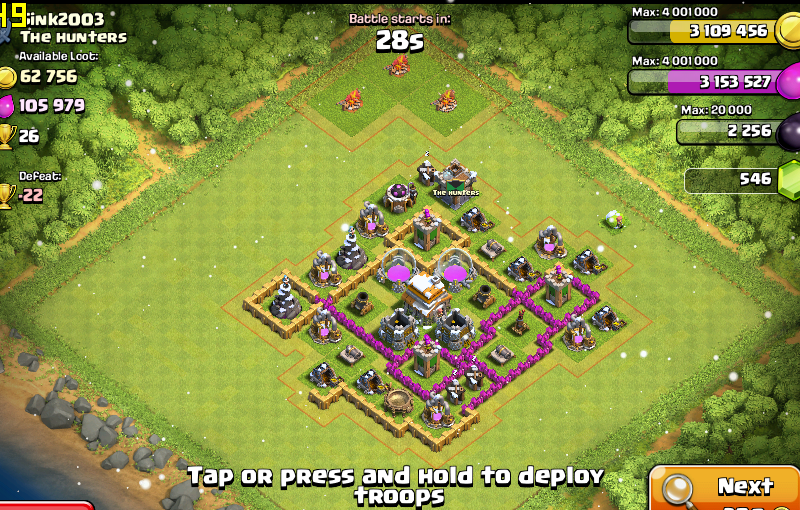 49
The hunters
Available Loot:
62 756
105 979
26
Defeat:
-22
Battle starts in:
28s
Max: 4 001 000
3 109 456
Max: 4 001 000
3 153 527
Max: 20 000
2 256
546
The hunters
Tap or press and hold to deploy
troops
Next